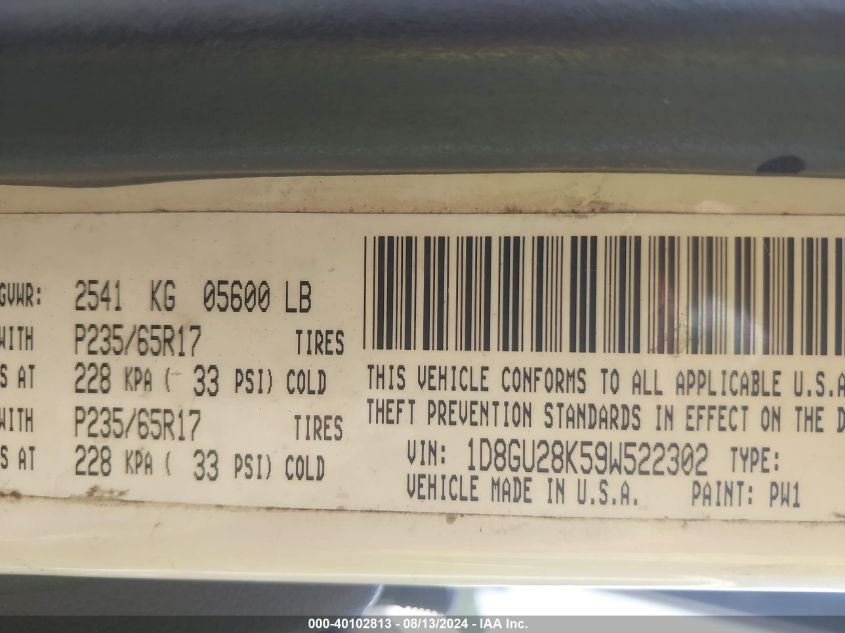 GVWR: 2541 KG 05600 LB
WITH P235/65R17 TIRES
S AT 228 KPA ( 33 PSI) COLD
WITH P235/65R17 TIRES
S AT 228 KPA ( 33 PSI) COLD
THIS VEHICLE CONFORMS TO ALL APPLICABLE U.S.A
THEFT PREVENTION STANDARDS IN EFFECT ON THE D
VIN: 1D8GU28K59W522302 TYPE:
VEHICLE MADE IN U.S.A. PAINT: PW1
000-40102813 - 08/13/2024 - IAA Inc.